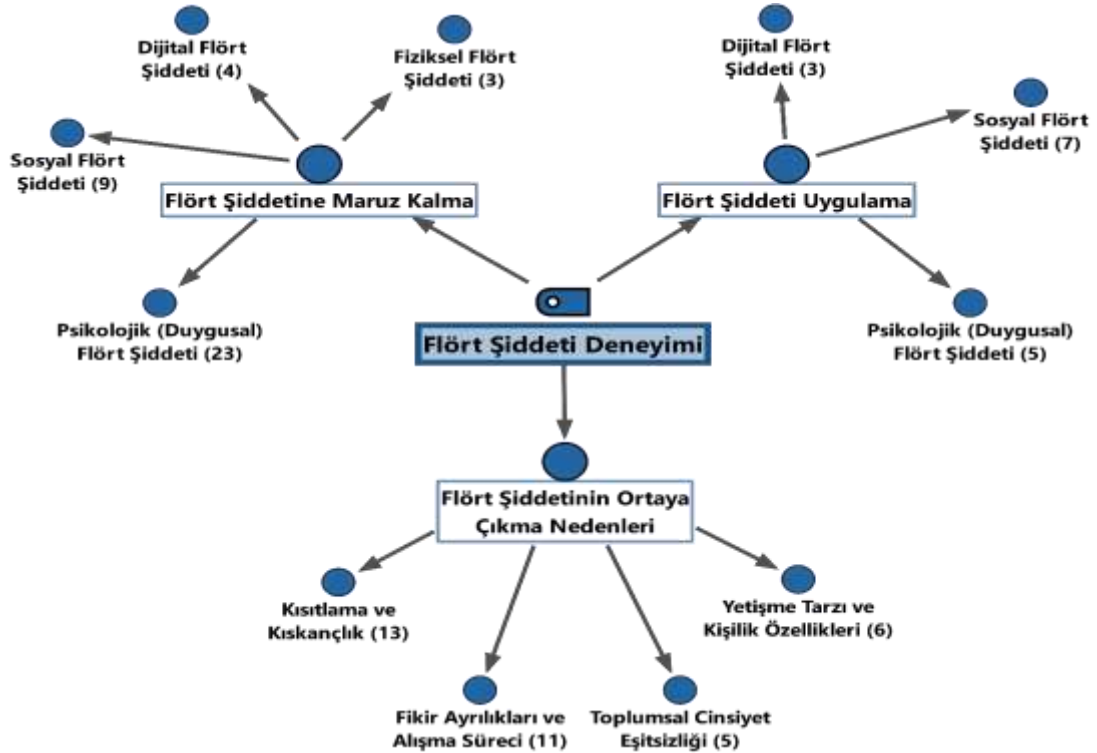 Dijital Flört
Şiddeti (4)
Fiziksel Flört
Şiddeti (3)
Sosyal Flört
Şiddeti (9)
Flört Şiddetine Maruz Kalma
Psikolojik (Duygusal)
Flört Şiddeti (23)
Dijital Flört
Şiddeti (3)
Sosyal Flört
Şiddeti (7)
Flört Şiddeti Uygulama
Psikolojik (Duygusal)
Flört Şiddeti (5)
Flört Şiddeti Deneyimi
Flört Şiddetinin Ortaya
Çıkma Nedenleri
Kısıtlama ve
Kıskançlık (13)
Fikir Ayrılıkları ve
Alışma Süreci (11)
Toplumsal Cinsiyet
Eşitsizliği (5)
Yetişme Tarzı ve
Kişilik Özellikleri (6)